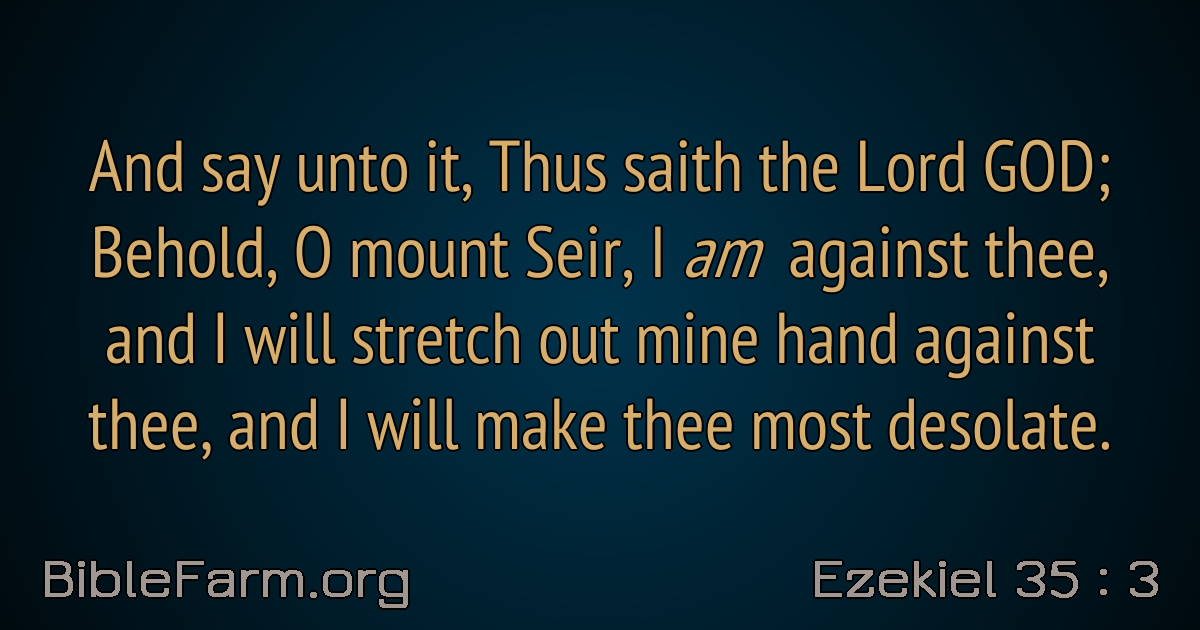 And say unto it, Thus saith the Lord GOD;
Behold, O mount Seir, I am against thee,
and I will stretch out mine hand against
thee, and I will make thee most desolate.
BibleFarm.org
Ezekiel 35 : 3